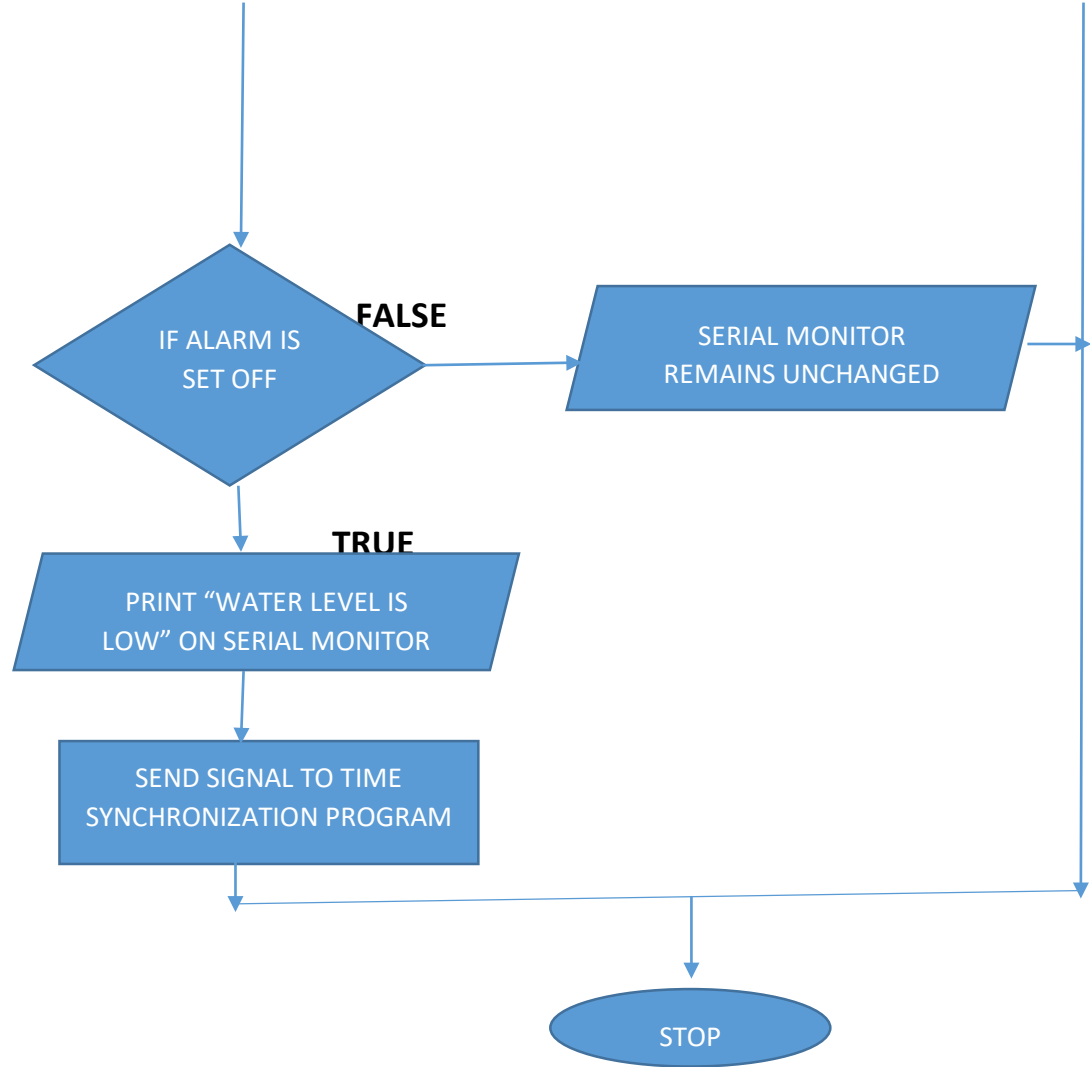 IF ALARM IS
SET OFF
FALSE
SERIAL MONITOR
REMAINS UNCHANGED
TRUE
PRINT “WATER LEVEL IS
LOW” ON SERIAL MONITOR
SEND SIGNAL TO TIME
SYNCHRONIZATION PROGRAM
STOP